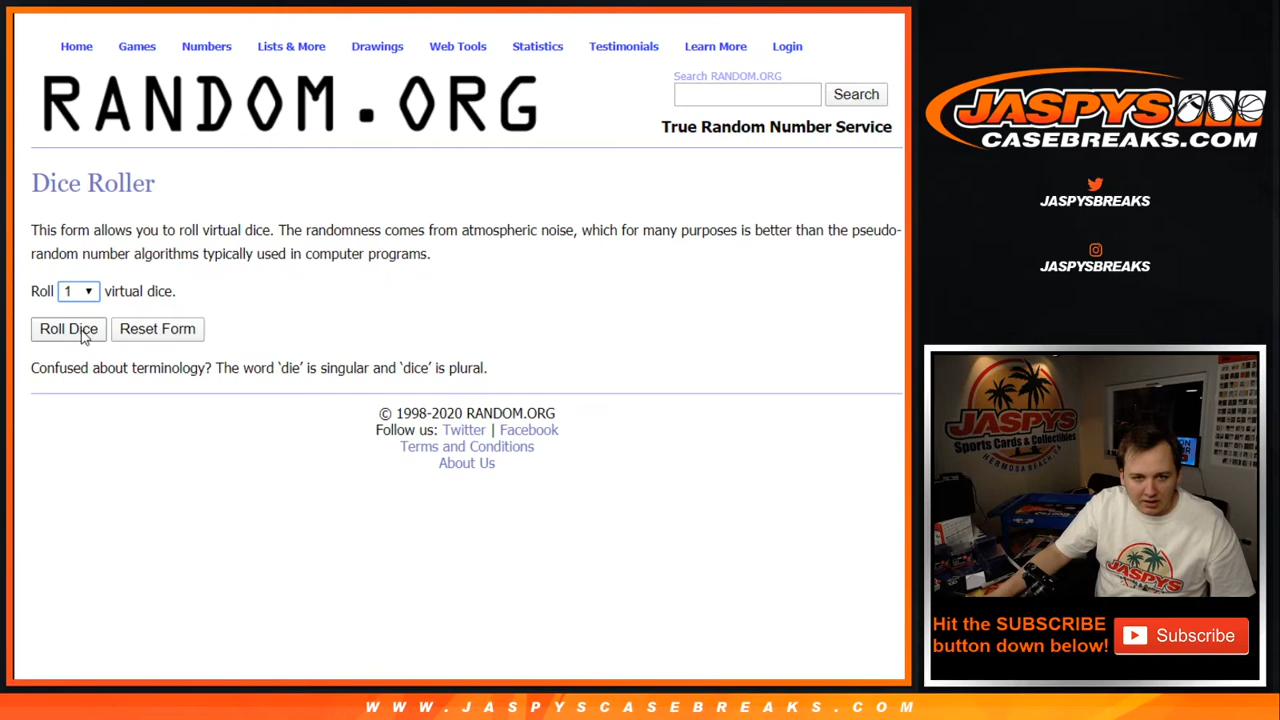 Home Games Numbers Lists & More Drawings Web Tools Statistics Testimonials Learn More Login
RANDOM.ORG
Search RANDOM.ORG
Search
True Random Number Service
Dice Roller
This form allows you to roll virtual dice. The randomness comes from atmospheric noise, which for many purposes is better than the pseudo-
random number algorithms typically used in computer programs.
Roll 1 virtual dice.
Roll Dice Reset Form
Confused about terminology? The word ‘die’ is singular and ‘dice’ is plural.
© 1998-2020 RANDOM.ORG
Follow us: Twitter | Facebook
Terms and Conditions
About Us
JASPYS
CASEBREAKS.COM
JASPYSBREAKS
JASPYSBREAKS
JASPYS
Sports Cards & Collectibles
HERMOSA BEACH, CA
JASPYS
Hit the SUBSCRIBE
button down below!
Subscribe
WWW.JASPYSCASEBREAKS.COM